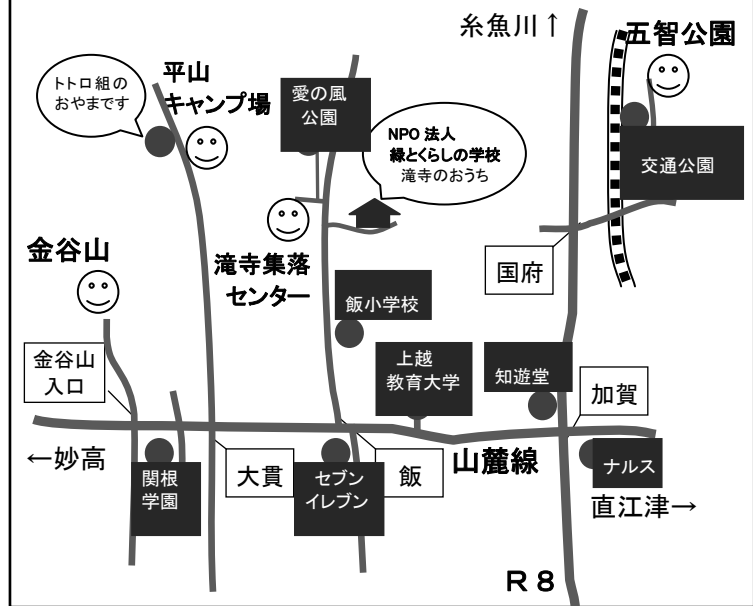 糸魚川↑
五智公園
トトロ組の
おやまです
平山
キャンプ場
愛の風
公園
NPO 法人
緑とくらしの学校
滝寺のおうち
交通公園
金谷山
滝寺集落
センター
国府
飯小学校
金谷山
入口
上越
教育大学
知遊堂
加賀
←妙高
関根
学園
大貫
セブン
イレブン
飯
山麓線
ナルス
直江津→
R8